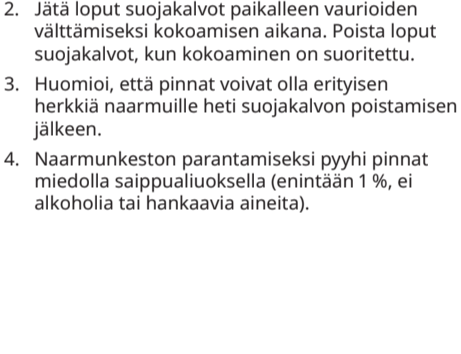 2. Jätä loput suojakalvot paikalleen vaurioiden
välttämiseksi kokoamisen aikana. Poista loput
suojakalvot, kun kokoaminen on suoritettu.
3. Huomioi, että pinnat voivat olla erityisen
herkkiä naarmuille heti suojakalvon poistamisen
jälkeen.
4. Naarmunkeston parantamiseksi pyyhi pinnat
miedolla saippualiuoksella (enintään 1 %, ei
alkoholia tai hankaavia aineita).